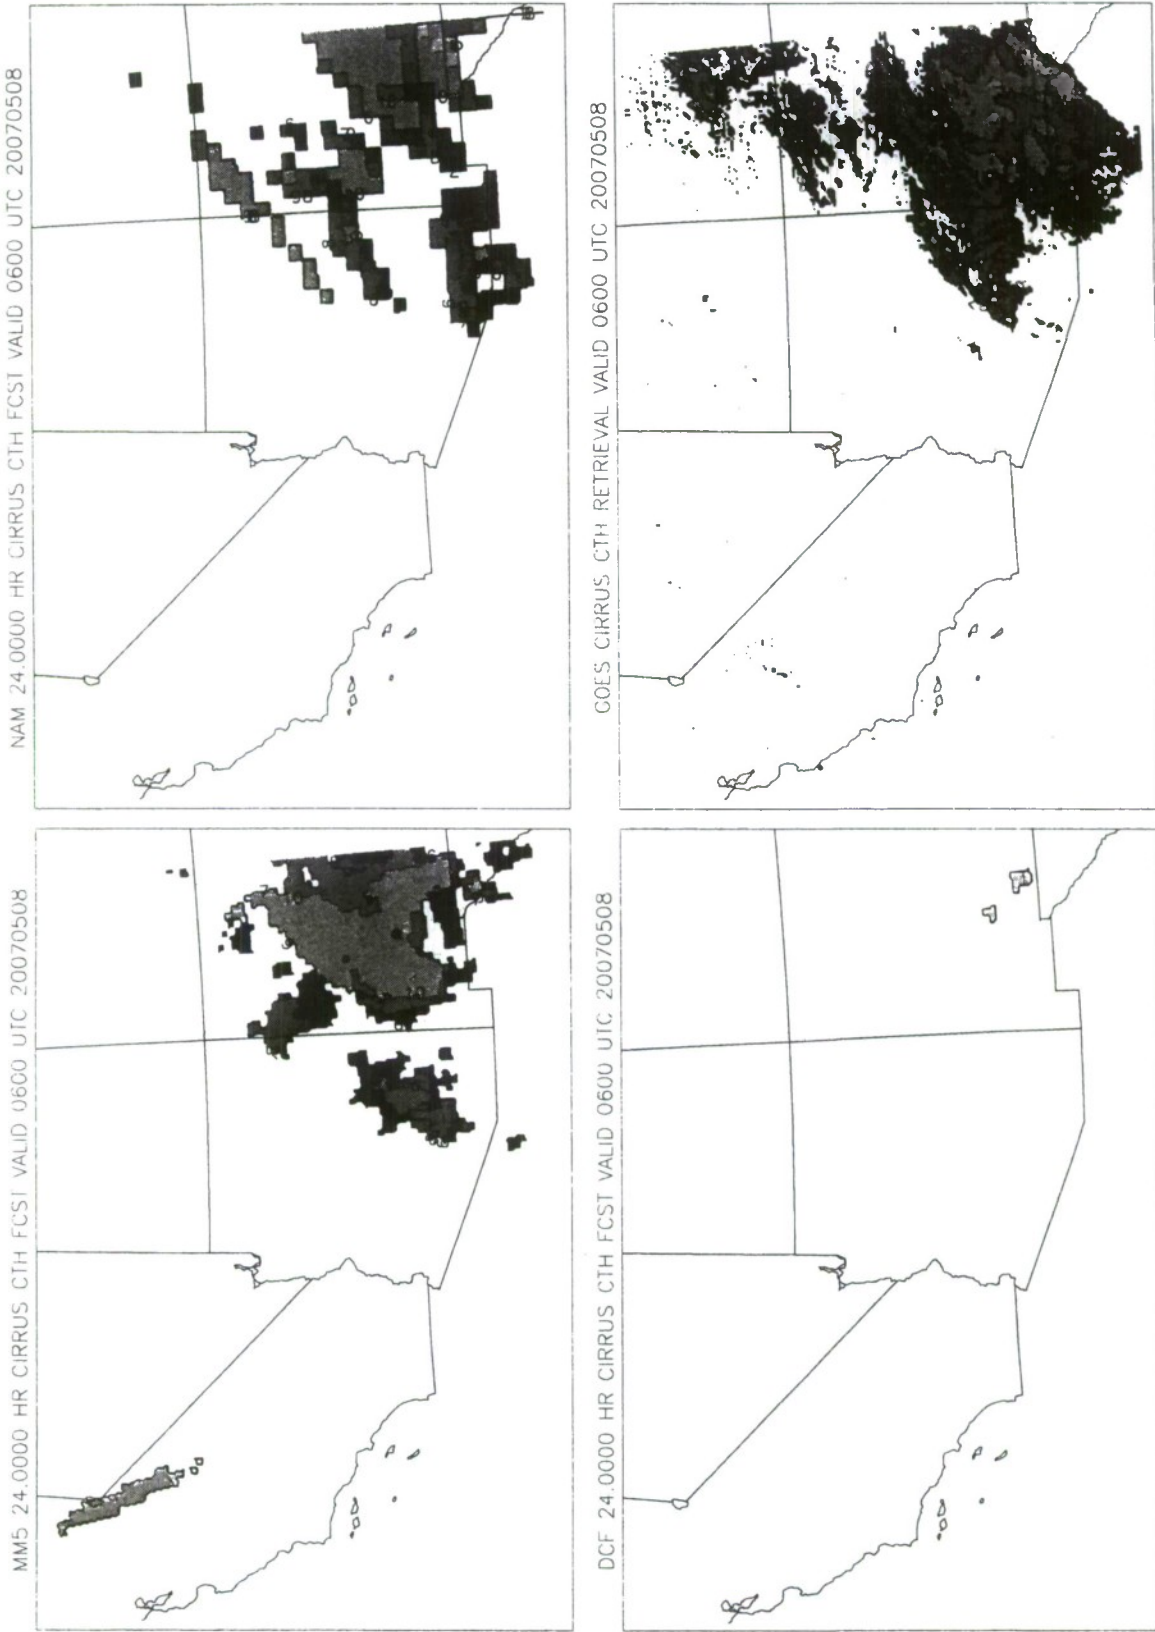 MM5 24.0000 HR CIRRUS CTH FCST VALID 0600 UTC 20070508
NAM 24.0000 HR CIRRUS CTH FCST VALID 0600 UTC 20070508
DCF 24.0000 HR CIRRUS CTH FCST VALID 0600 UTC 20070508
GOES CIRRUS CTH RETRIEVAL VALID 0600 UTC 20070508